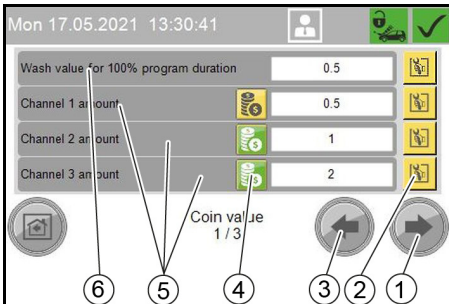 Mon 17.05.2021 13:30:41
Wash value for 100% program duration 0.5
Channel 1 amount 0.5
Channel 2 amount 1
Channel 3 amount 2
Coin value
1 / 3
6 5 4 3 2 1